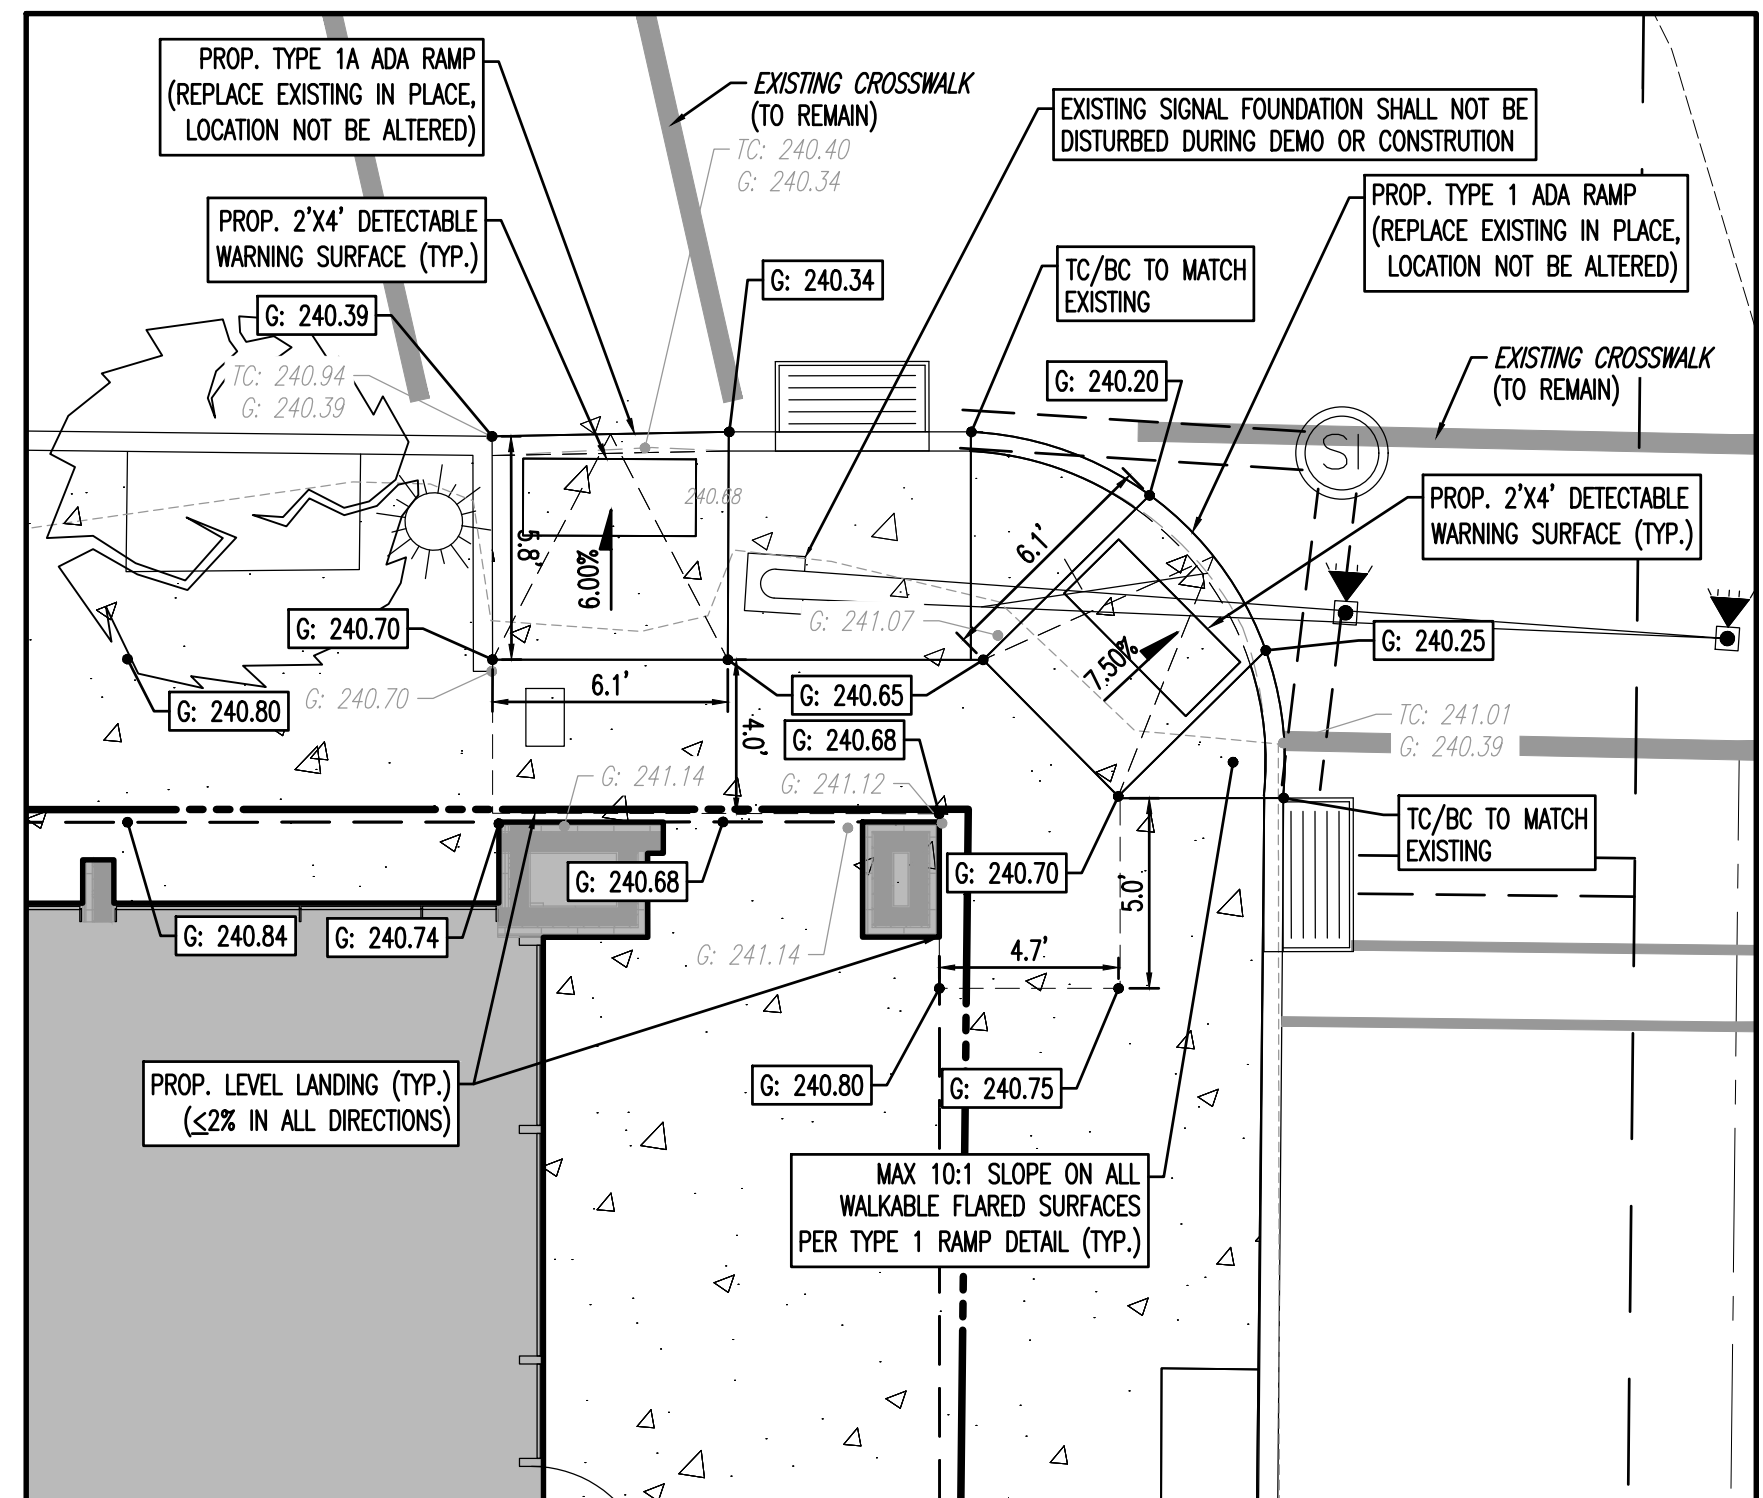 PROP. TYPE 1A ADA RAMP
(REPLACE EXISTING IN PLACE,
LOCATION NOT BE ALTERED)
EXISTING CROSSWALK
(TO REMAIN)
TC: 240.40
G: 240.34
EXISTING SIGNAL FOUNDATION SHALL NOT BE
DISTURBED DURING DEMO OR CONSTRUTION
PROP. TYPE 1 ADA RAMP
(REPLACE EXISTING IN PLACE,
LOCATION NOT BE ALTERED)
PROP. 2'X4' DETECTABLE
WARNING SURFACE (TYP.)
G: 240.34
TC/BC TO MATCH
EXISTING
G: 240.39
TC: 240.94
G: 240.39
G: 240.20
EXISTING CROSSWALK
(TO REMAIN)
SI
240.68
PROP. 2'X4' DETECTABLE
WARNING SURFACE (TYP.)
5.8'
6.00%
6.1'
G: 240.70
G: 241.07
G: 240.25
7.50%
G: 240.80
G: 240.70
6.1'
G: 240.65
4.0'
G: 240.68
TC: 241.01
G: 240.39
G: 241.14
G: 241.12
TC/BC TO MATCH
EXISTING
G: 240.68
G: 240.70
5.0'
G: 240.84
G: 240.74
G: 241.14
4.7'
PROP. LEVEL LANDING (TYP.)
(≤2% IN ALL DIRECTIONS)
G: 240.80
G: 240.75
MAX 10:1 SLOPE ON ALL
WALKABLE FLARED SURFACES
PER TYPE 1 RAMP DETAIL (TYP.)